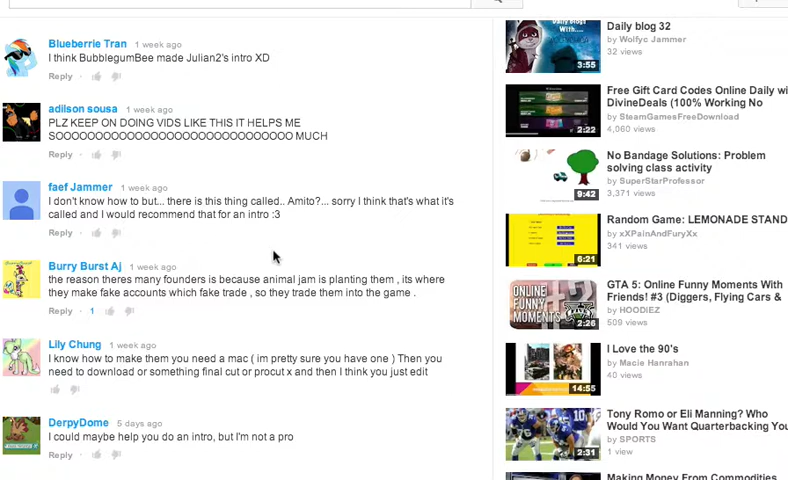 Blueberrie Tran 1 week ago
I think BubblegumBee made Julian2's intro XD
Reply
adilson sousa 1 week ago
PLZ KEEP ON DOING VIDS LIKE THIS IT HELPS ME
SOOOOOOOOOOOOOOOOOOOOOOOOOOOOOO MUCH
Reply
faef Jammer 1 week ago
I don't know how to but... there is this thing called.. Amito?... sorry I think that's what it's
called and I would recommend that for an intro :3
Reply
Burry Burst Aj 1 week ago
the reason theres many founders is because animal jam is planting them , its where
they make fake accounts which fake trade , so they trade them into the game .
Reply 1
Lily Chung 1 week ago
I know how to make them you need a mac ( im pretty sure you have one ) Then you
need to download or something final cut or procut x and then I think you just edit
DerpyDome 5 days ago
I could maybe help you do an intro, but I'm not a pro
Reply
Daily blog 32
by Wolfyc Jammer
32 views
3:55
Free Gift Card Codes Online Daily wi
DivineDeals (100% Working No
by SteamGamesFreeDownload
4,060 views
2:22
No Bandage Solutions: Problem
solving class activity
by SuperStarProfessor
3,371 views
9:42
Random Game: LEMONADE STAND
by xxPainAndFuryXx
341 views
6:21
GTA 5: Online Funny Moments With
Friends! #3 (Diggers, Flying Cars &
by HOODIEZ
509 views
ONLINE
FUNNY
MOMENTS
2:26
I Love the 90's
by Macie Hanrahan
40 views
14:55
Tony Romo or Eli Manning? Who
Would You Want Quarterbacking You
by SPORTS
1 view
2:31
Making Money From Commodities